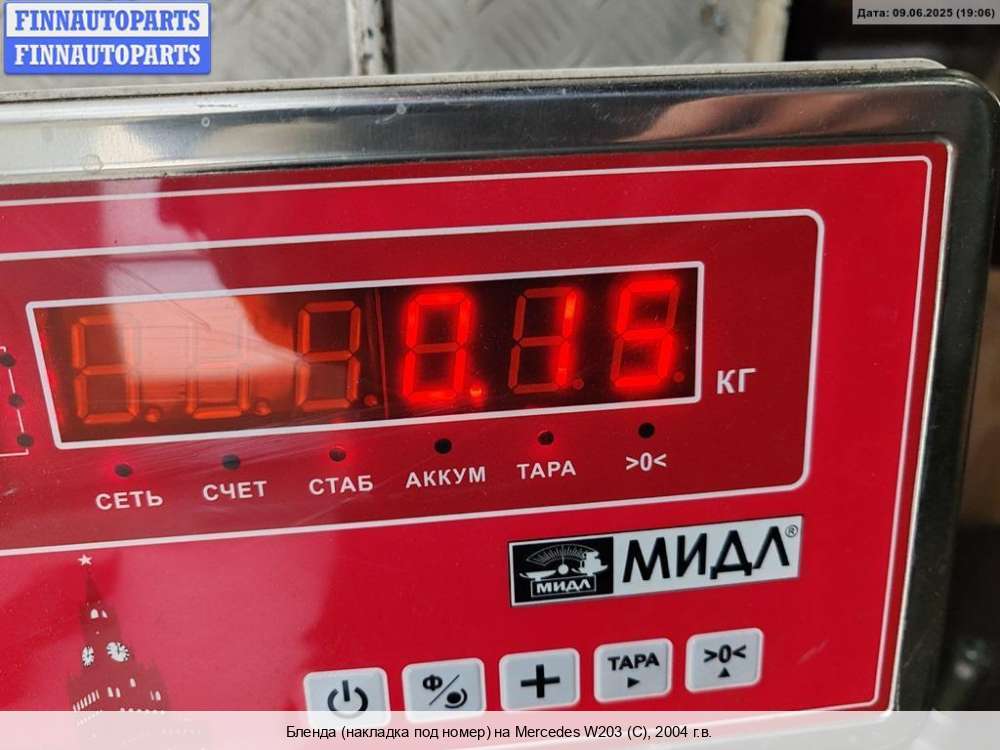 FINNAUTOPARTS
FINNAUTOPARTS
Дата: 09.06.2025 (19:06)
0.15
КГ
СЕТЬ СЧЕТ СТАБ АККУМ ТАРА >0<
МИДЛ МИДЛ®
Ф/ + ТАРА >0<
Бленда (накладка под номер) на Mercedes W203 (C), 2004 г.в.